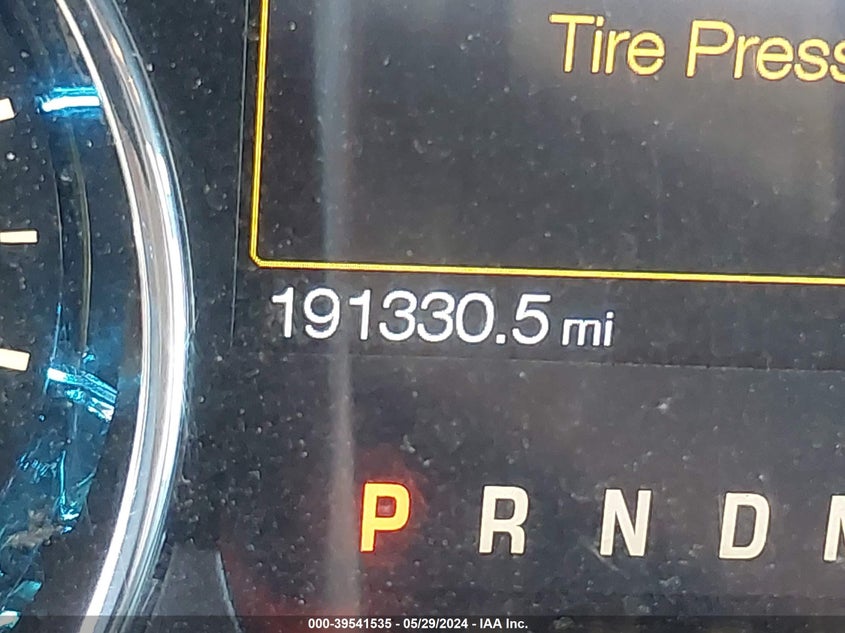 Tire Press
191330.5 mi
P R N D
000-39541535 - 05/29/2024 - IAA Inc.